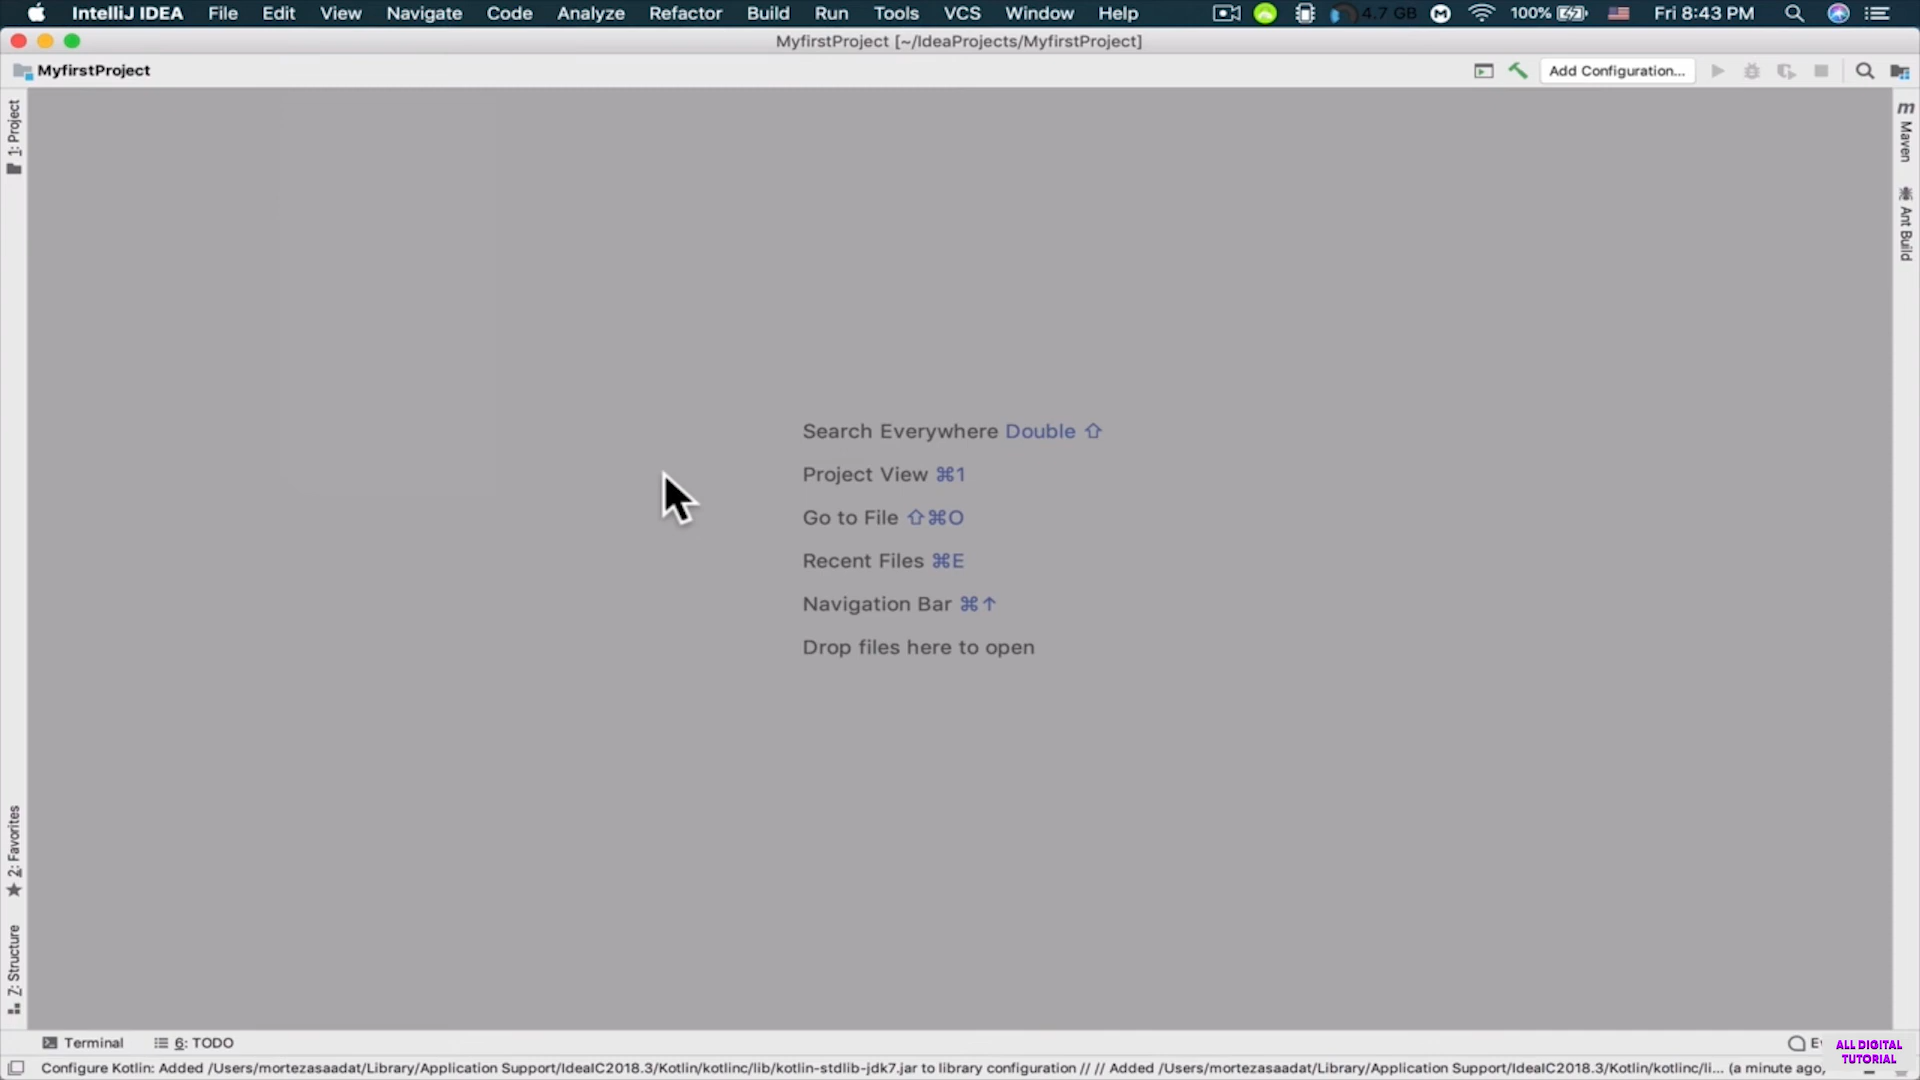 IntelliJ IDEA File Edit View Navigate Code Analyze Refactor Build Run Tools VCS Window Help 4.7 GB 100% Fri 8:43 PM
MyfirstProject [~/IdeaProjects/MyfirstProject]
MyfirstProject Add Configuration...
1: Project
Maven
Ant Build
Search Everywhere Double ⇧
Project View ⌘1
Go to File ⇧⌘O
Recent Files ⌘E
Navigation Bar ⌘↑
Drop files here to open
2: Favorites
Z: Structure
Terminal 6: TODO
ALL DIGITAL
TUTORIAL
Configure Kotlin: Added /Users/mortezasaadat/Library/Application Support/IdeaIC2018.3/Kotlin/kotlinc/lib/kotlin-stdlib-jdk7.jar to library configuration // // Added /Users/mortezasaadat/Library/Application Support/IdeaIC2018.3/Kotlin/kotlinc/li... (a minute ago)